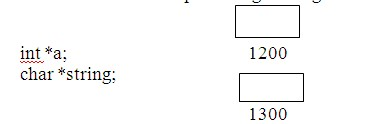 int *a;
1200
char *string;
1300